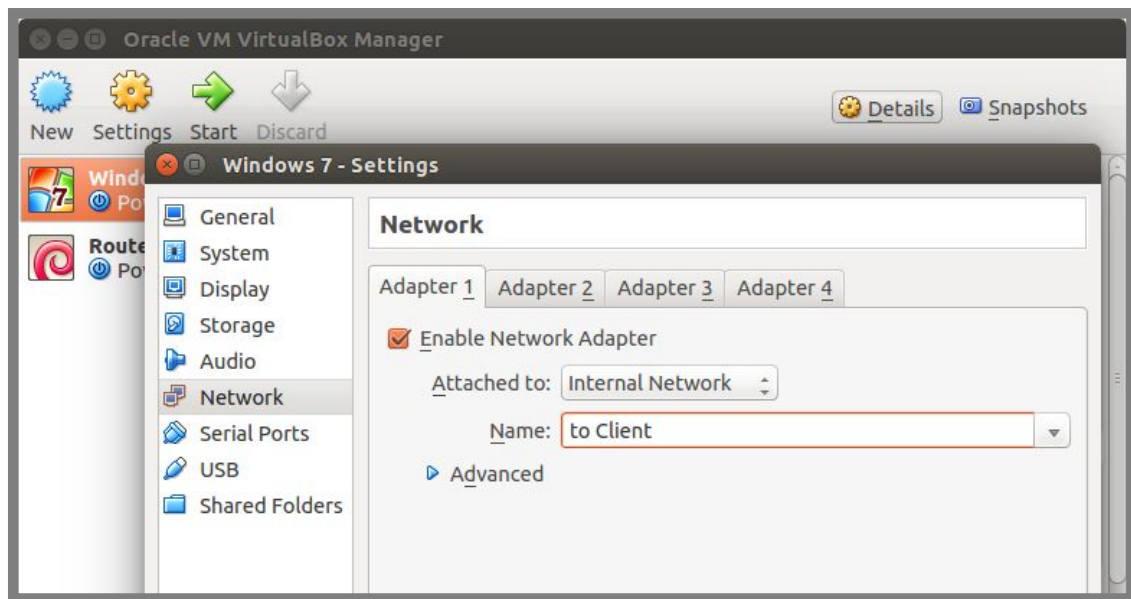 Oracle VM VirtualBox Manager
New Settings Start Discard
Details Snapshots
Windows 7 - Settings
General
System
Display
Storage
Audio
Network
Serial Ports
USB
Shared Folders
Network
Adapter 1 Adapter 2 Adapter 3 Adapter 4
Enable Network Adapter
Attached to: Internal Network
Name: to Client
Advanced